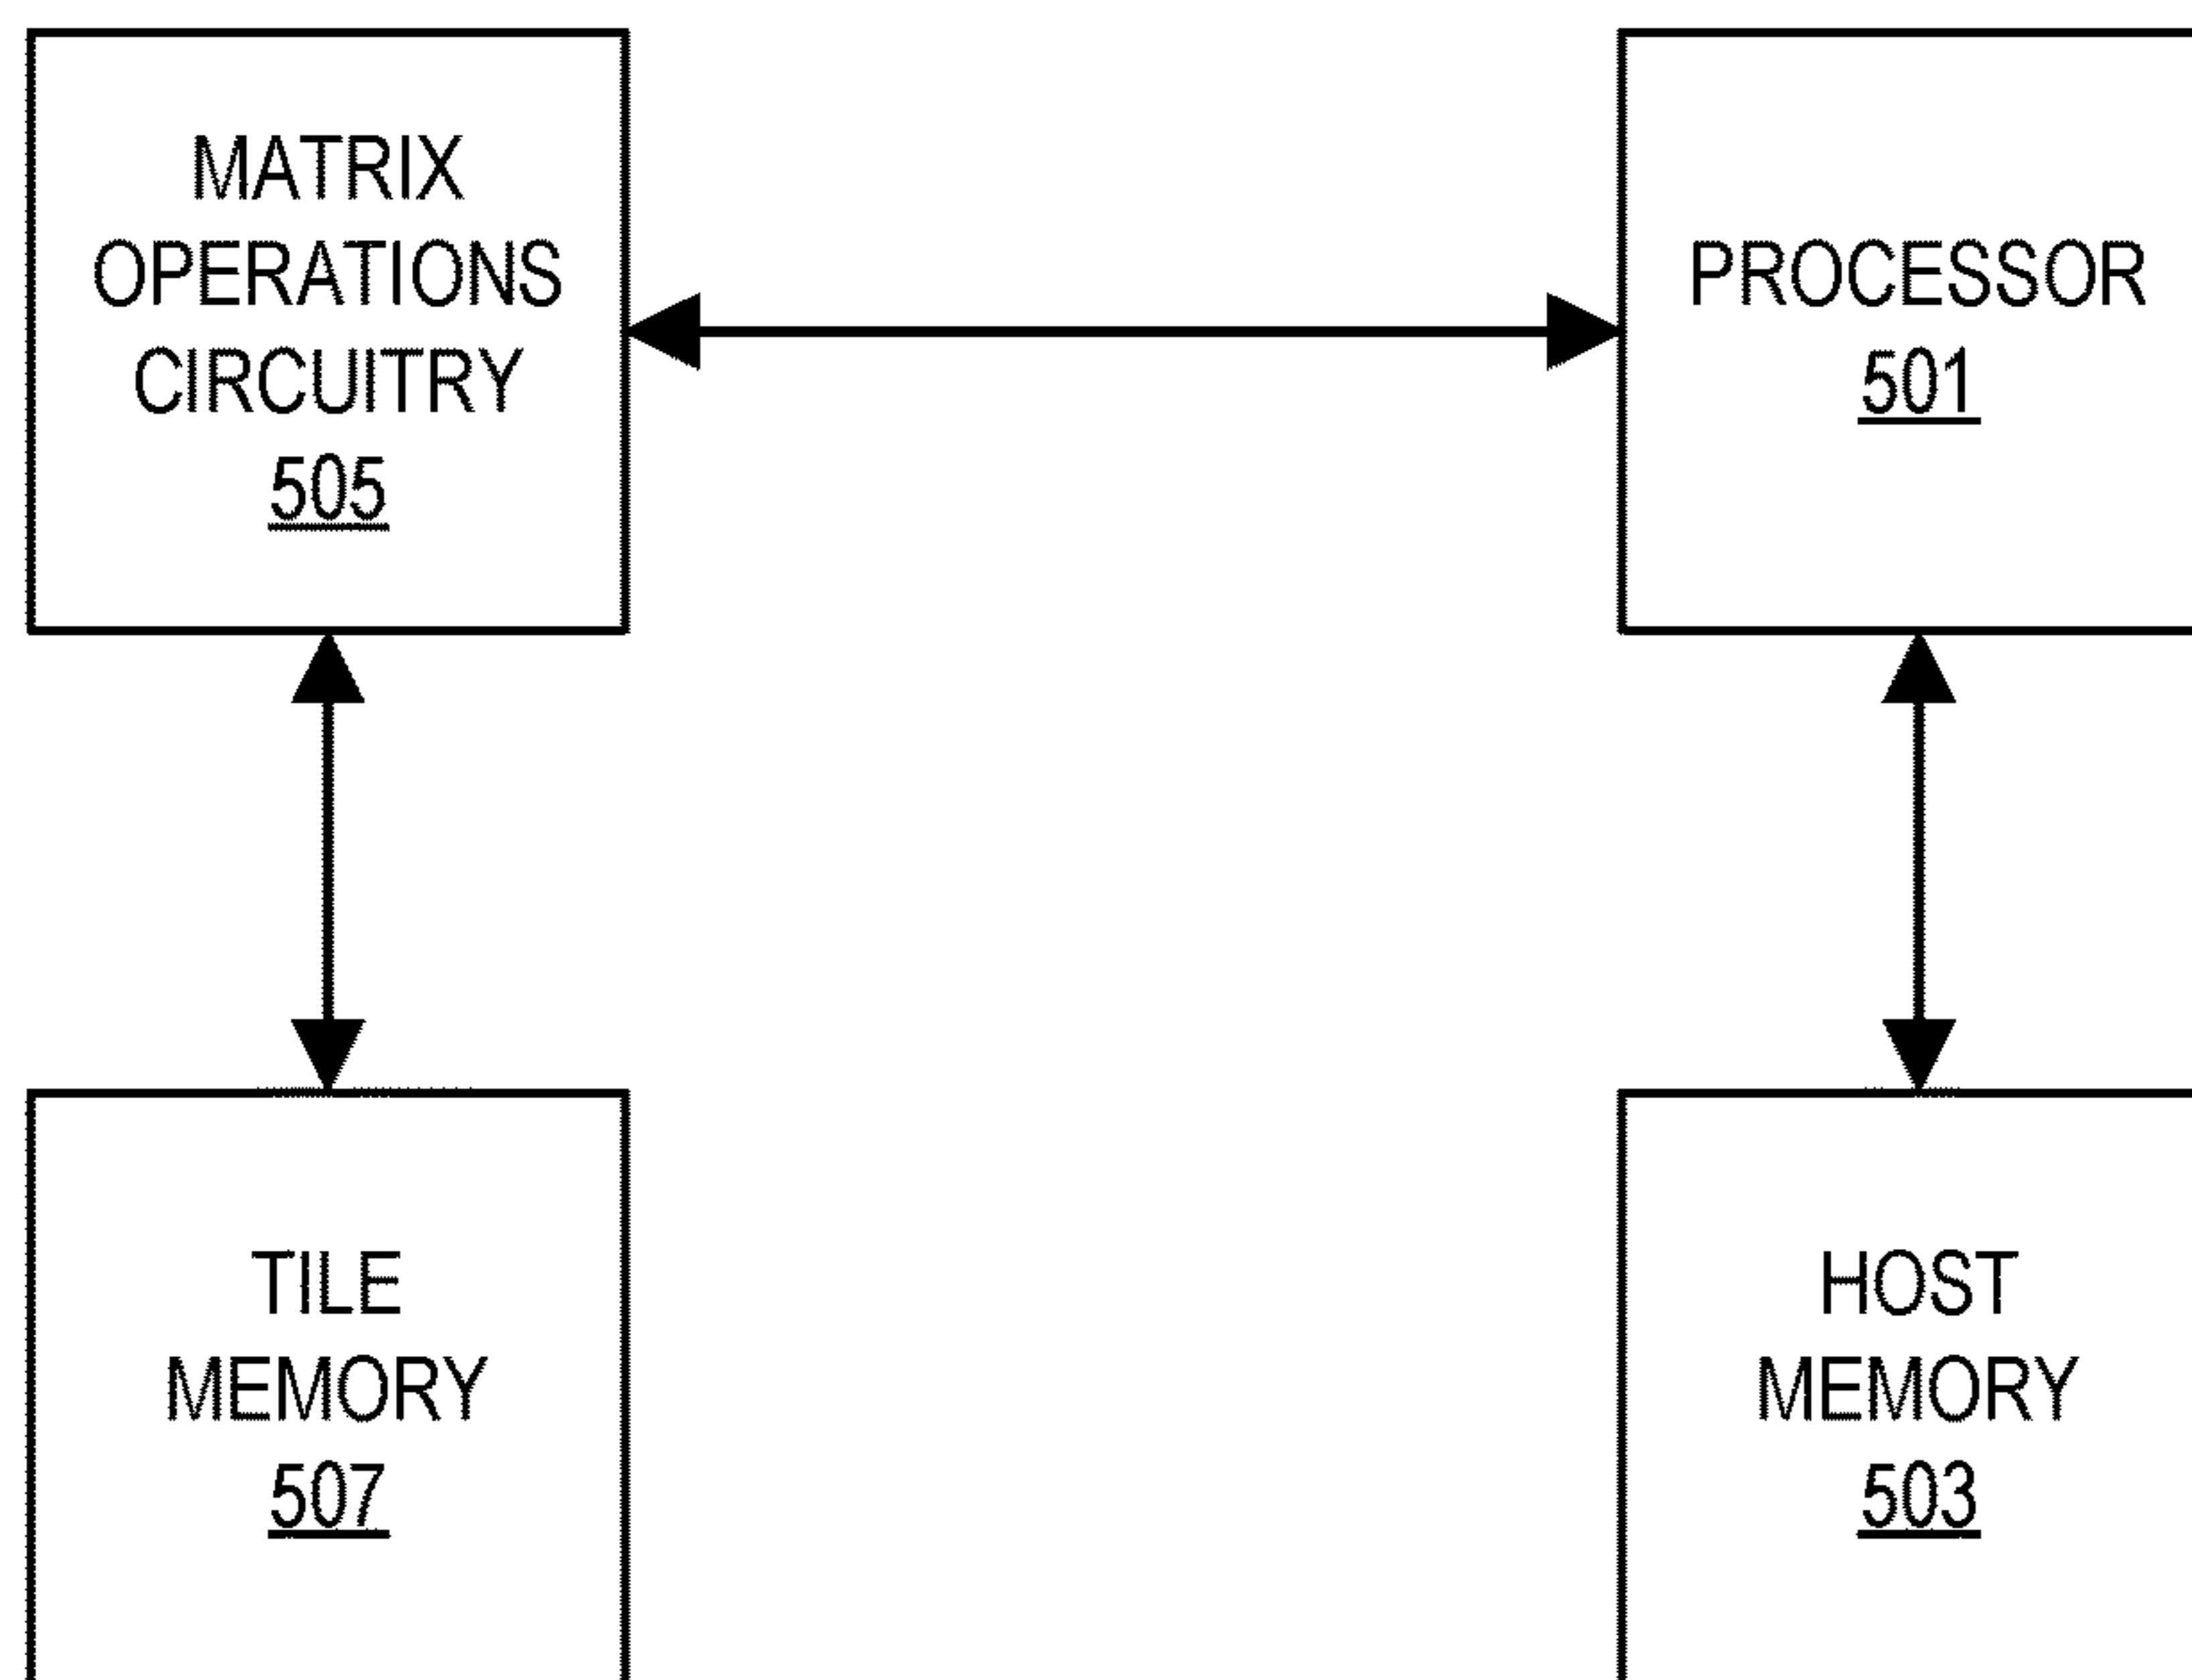 MATRIX
OPERATIONS
CIRCUITRY
505
PROCESSOR
501
TILE
MEMORY
507
HOST
MEMORY
503